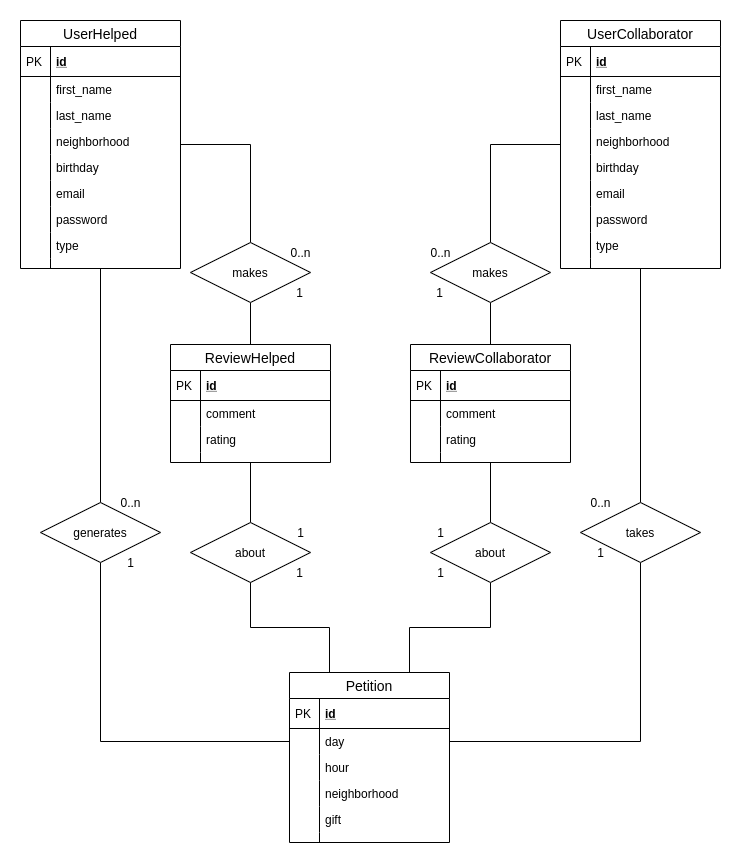 UserHelped
PK id
first_name
last_name
neighborhood
birthday
email
password
type
UserCollaborator
PK id
first_name
last_name
neighborhood
birthday
email
password
type
0..n
makes
1
0..n
makes
1
ReviewHelped
PK id
comment
rating
ReviewCollaborator
PK id
comment
rating
0..n
generates
1
1
about
1
1
about
1
0..n
takes
1
Petition
PK id
day
hour
neighborhood
gift